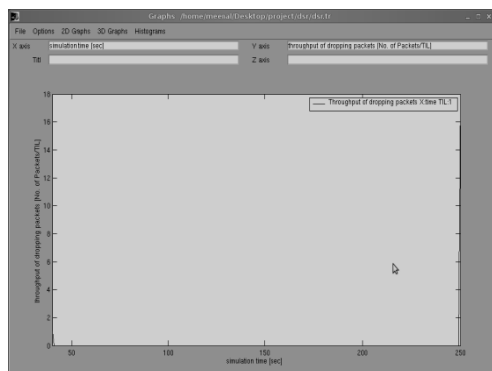 Graphs /home/meenal/Desktop/project/dsr/dsr.tr
File Options 2D Graphs 3D Graphs Histograms
X axis simulation time [sec] Y axis throughput of dropping packets [No. of Packets/TIL]
Titl Z axis
Throughput of dropping packets X:time TIL:1
throughput of dropping packets [No. of Packets/TIL]
18
16
14
12
10
8
6
4
2
0
50 100 150 200 250
simulation time [sec]